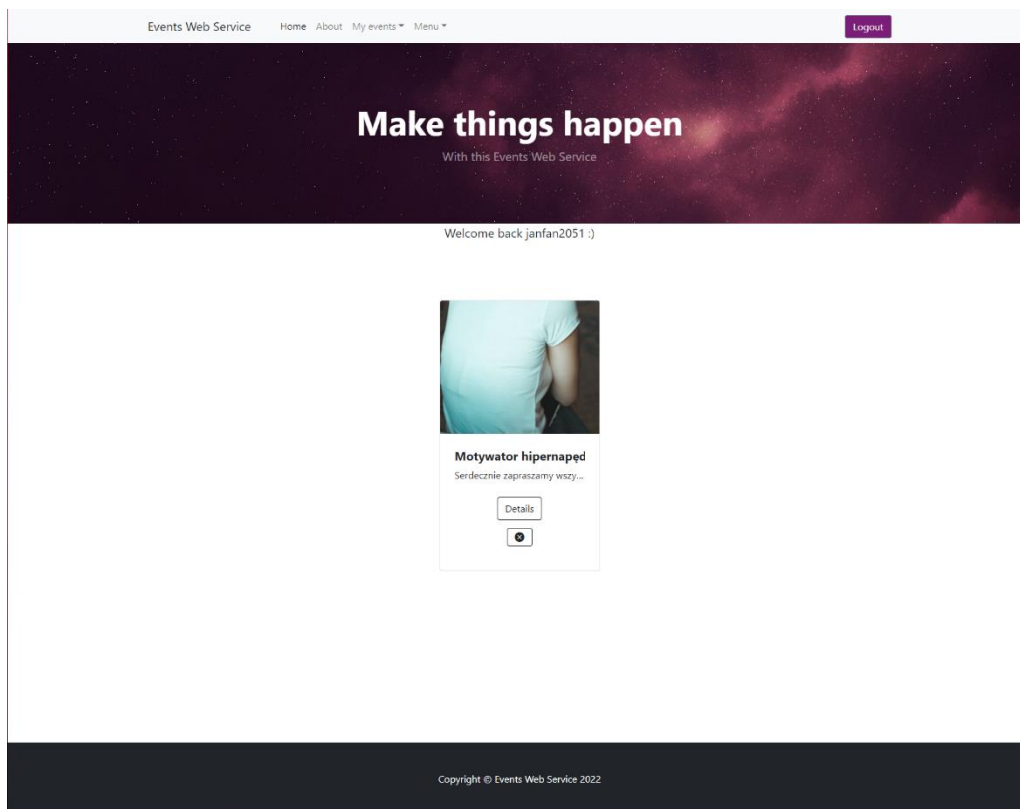 Events Web Service Home About My events Menu Logout
Make things happen
With this Events Web Service
Welcome back janfan2051 :)
Motywator hipernapęd
Serdecznie zapraszamy wszy...
Details
Copyright © Events Web Service 2022